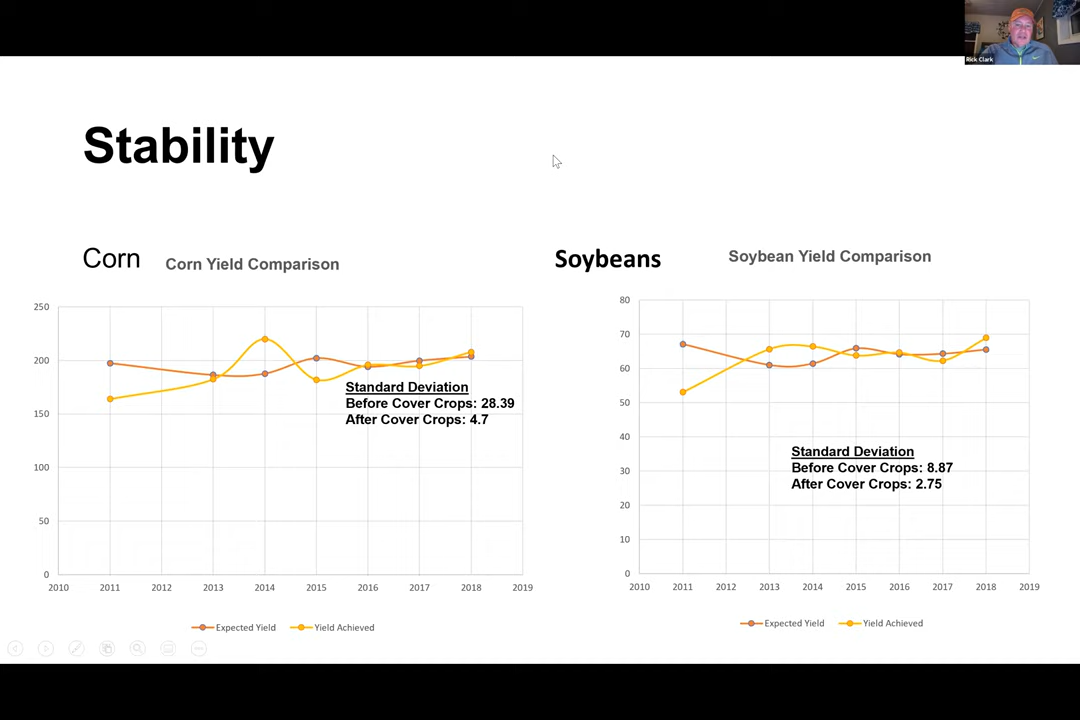 Rick Clark
Stability
Corn
Corn Yield Comparison
250
200
150
100
50
0
2010 2011 2012 2013 2014 2015 2016 2017 2018 2019
Standard Deviation
Before Cover Crops: 28.39
After Cover Crops: 4.7
Expected Yield Yield Achieved
Soybeans
Soybean Yield Comparison
80
70
60
50
40
30
20
10
0
2010 2011 2012 2013 2014 2015 2016 2017 2018 2019
Standard Deviation
Before Cover Crops: 8.87
After Cover Crops: 2.75
Expected Yield Yield Achieved